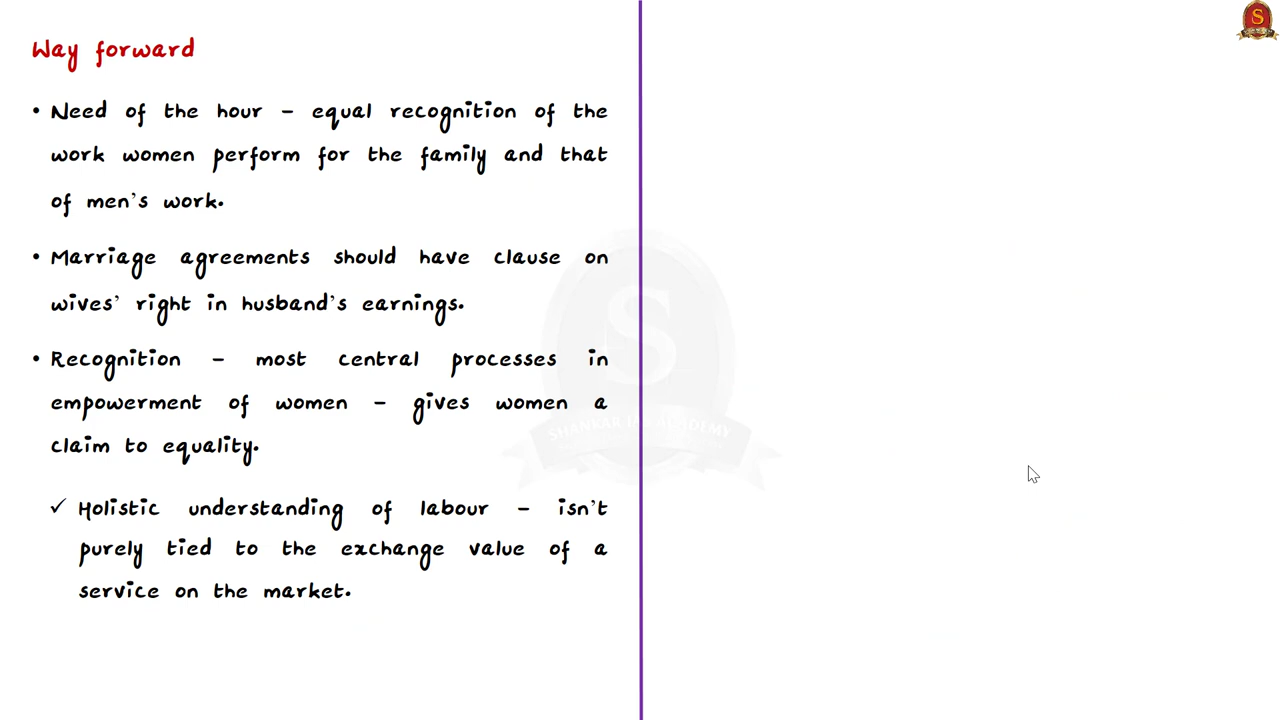 Way forward
• Need of the hour – equal recognition of the
work women perform for the family and that
of men's work.
• Marriage agreements should have clause on
wives' right in husband's earnings.
• Recognition – most central processes in
empowerment of women – gives women a
claim to equality.
✓ Holistic understanding of labour – isn't
purely tied to the exchange value of a
service on the market.
S
S
SHANKAR IAS ACADEMY